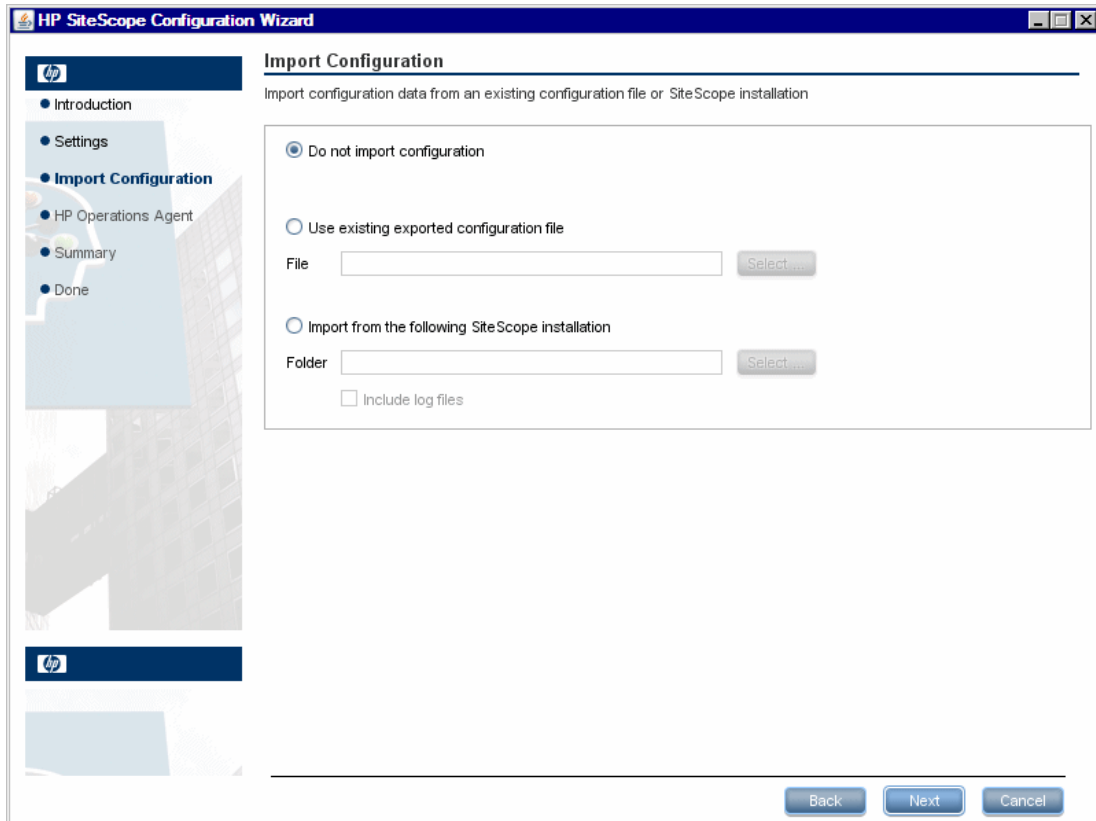 HP SiteScope Configuration Wizard
hp
Introduction
Settings
Import Configuration
HP Operations Agent
Summary
Done
hp
Import Configuration
Import configuration data from an existing configuration file or SiteScope installation
Do not import configuration
Use existing exported configuration file
File Select ...
Import from the following SiteScope installation
Folder Select ...
Include log files
Back Next Cancel